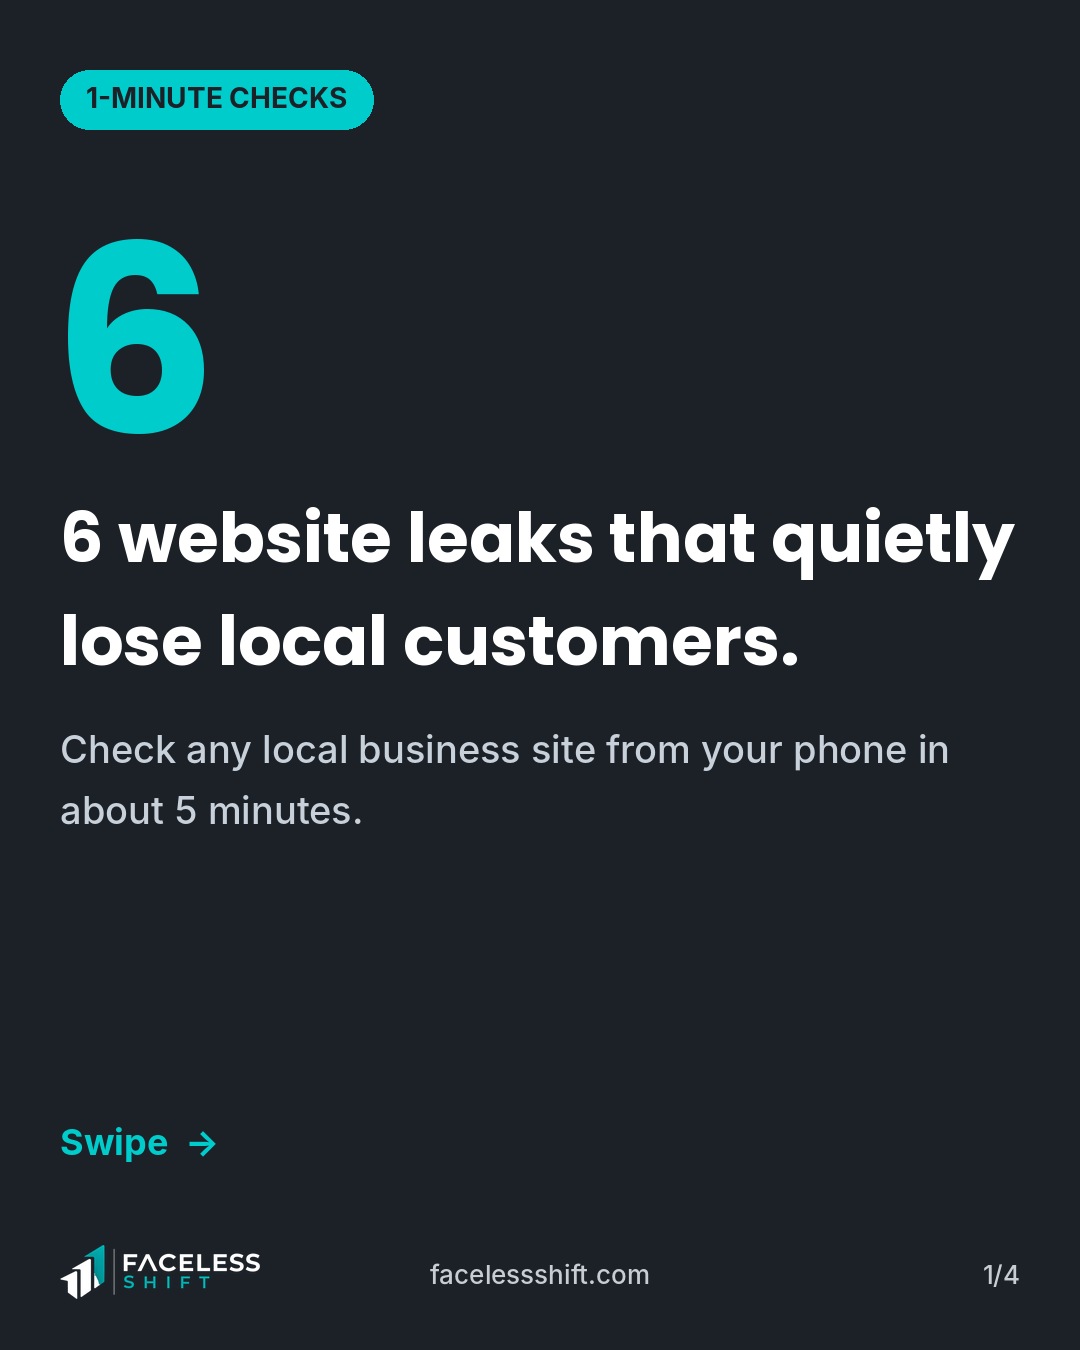 1-MINUTE CHECKS
6
6 website leaks that quietly
lose local customers.
Check any local business site from your phone in
about 5 minutes.
Swipe →
FACELESS
SHIFT
facelessshift.com
1/4